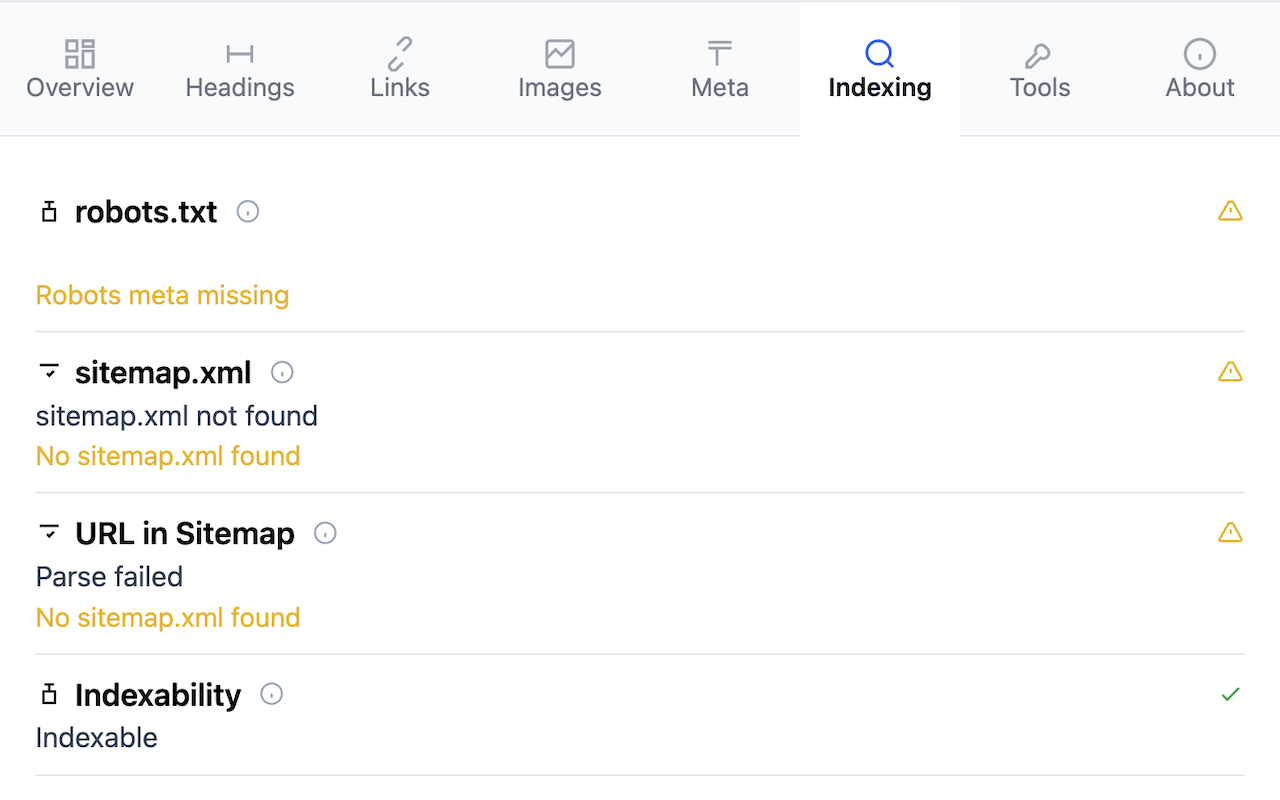 Overview Headings Links Images Meta Indexing Tools About
robots.txt
Robots meta missing
sitemap.xml
sitemap.xml not found
No sitemap.xml found
URL in Sitemap
Parse failed
No sitemap.xml found
Indexability
Indexable